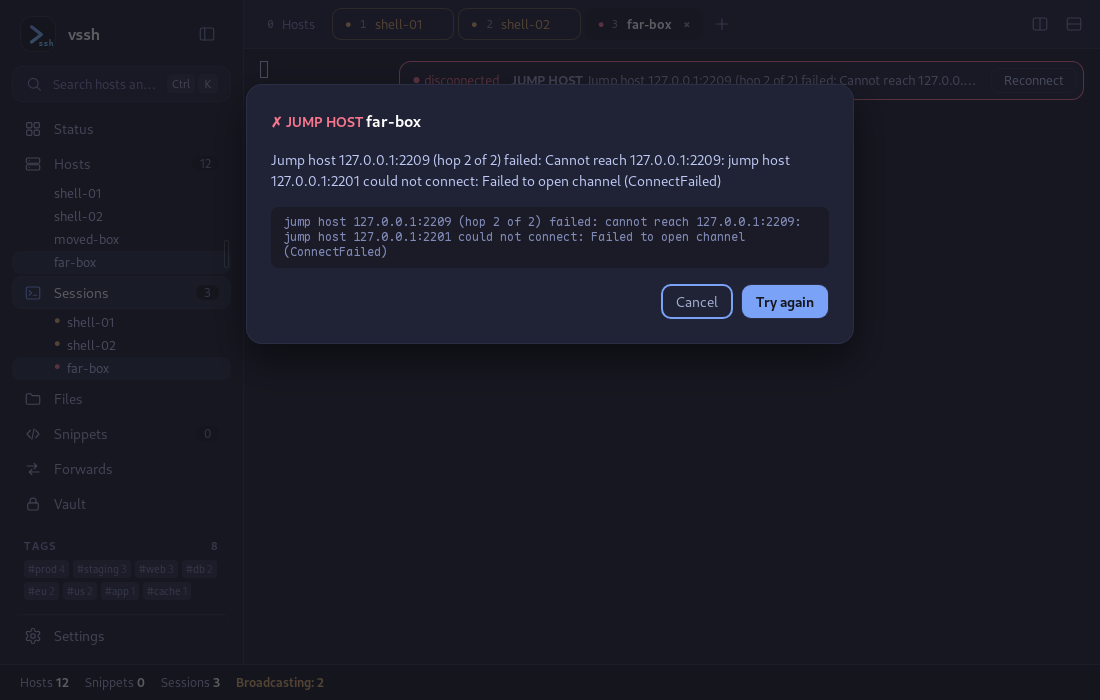 ssh
vssh
Search hosts an… Ctrl K
Status
Hosts 12
shell-01
shell-02
moved-box
far-box
Sessions 3
shell-01
shell-02
far-box
Files
Snippets 0
Forwards
Vault
TAGS 8
#prod 4 #staging 3 #web 3 #db 2
#eu 2 #us 2 #app 1 #cache 1
Settings
0 Hosts 1 shell-01 2 shell-02 3 far-box × +
disconnected JUMP HOST Jump host 127.0.0.1:2209 (hop 2 of 2) failed: Cannot reach 127.0.0.… Reconnect
✗ JUMP HOST far-box
Jump host 127.0.0.1:2209 (hop 2 of 2) failed: Cannot reach 127.0.0.1:2209: jump host
127.0.0.1:2201 could not connect: Failed to open channel (ConnectFailed)
jump host 127.0.0.1:2209 (hop 2 of 2) failed: cannot reach 127.0.0.1:2209:
jump host 127.0.0.1:2201 could not connect: Failed to open channel
(ConnectFailed)
Cancel Try again
Hosts 12 Snippets 0 Sessions 3 Broadcasting: 2